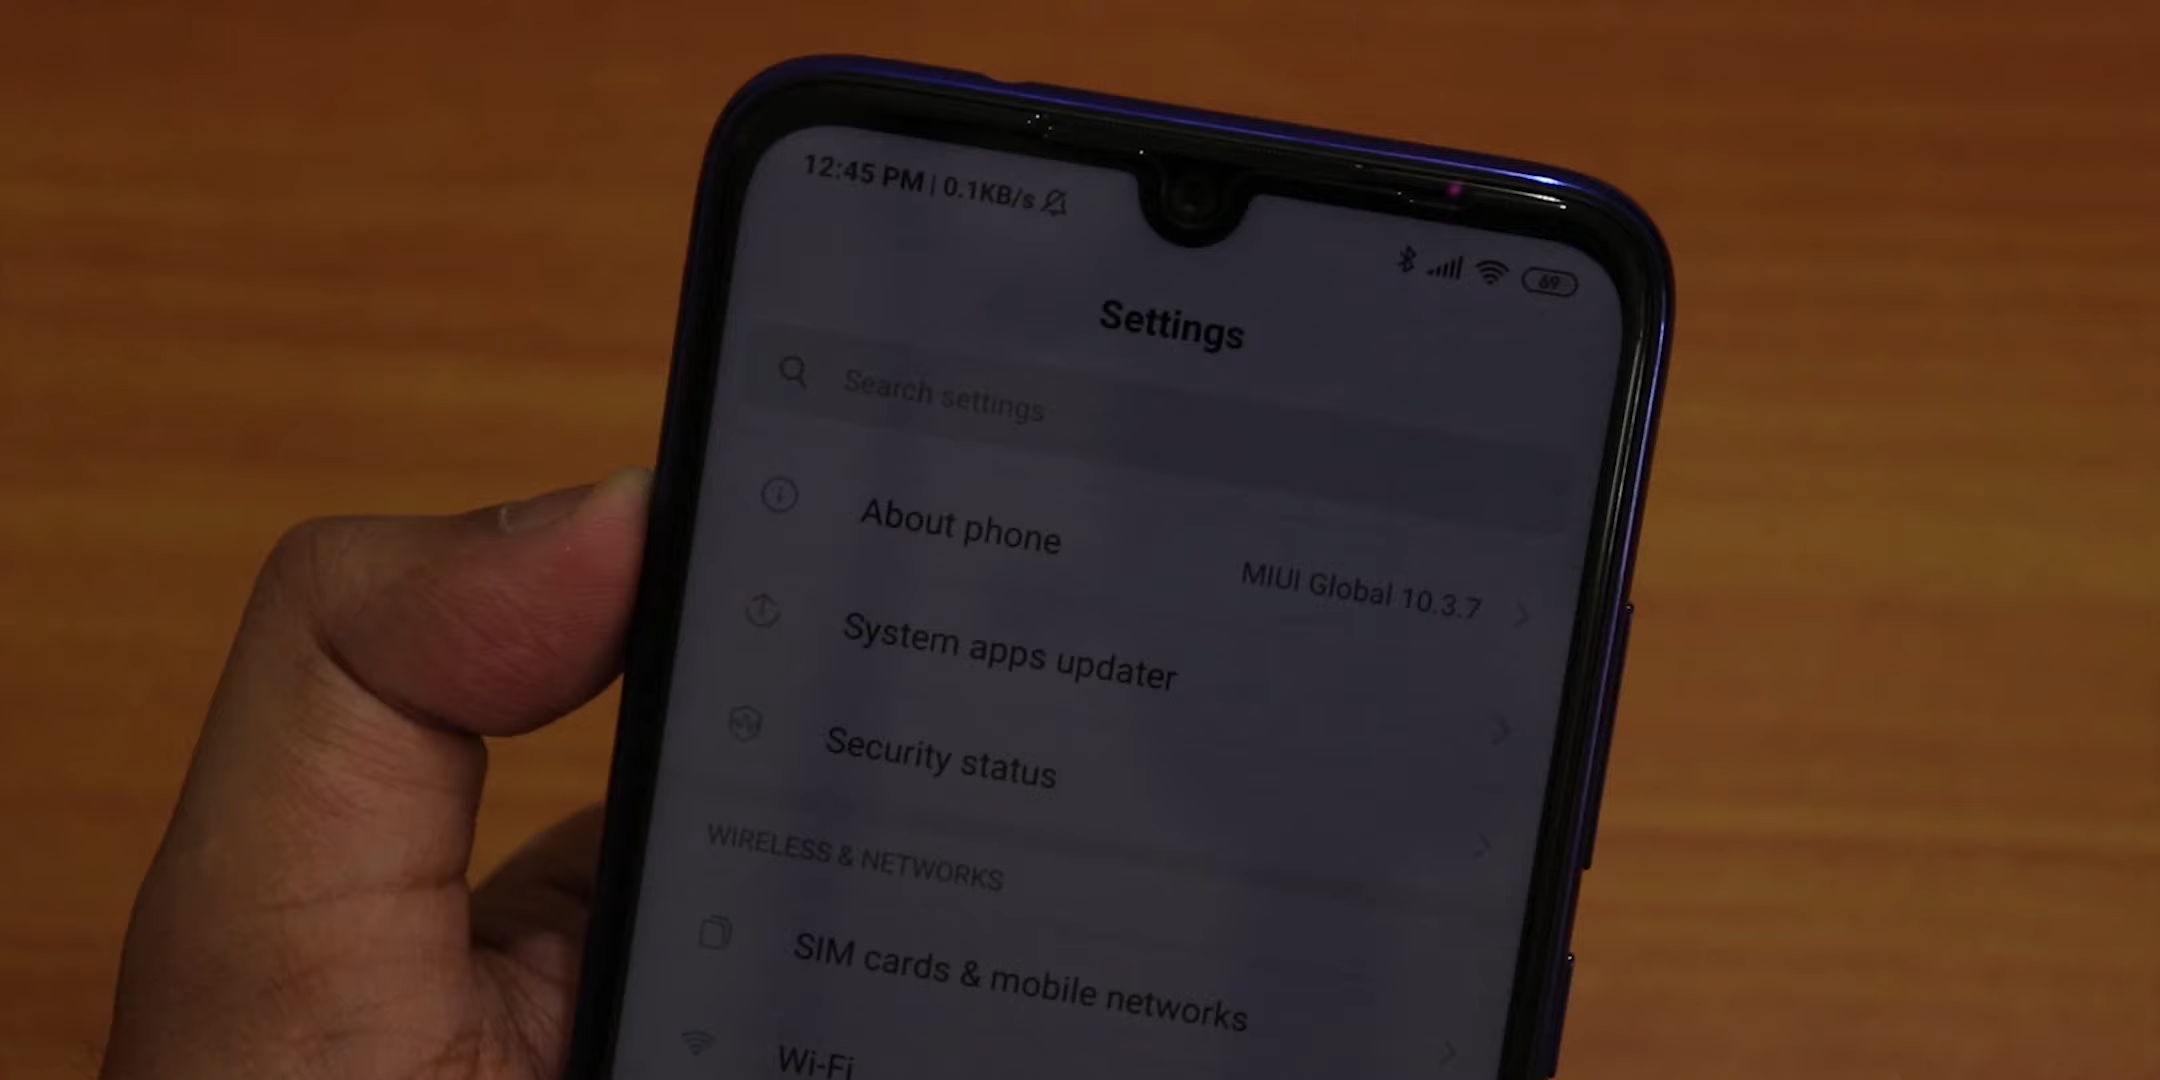 12:45 PM | 0.1KB/s
69
Settings
Search settings
About phone
MIUI Global 10.3.7
System apps updater
Security status
WIRELESS & NETWORKS
SIM cards & mobile networks
Wi-Fi